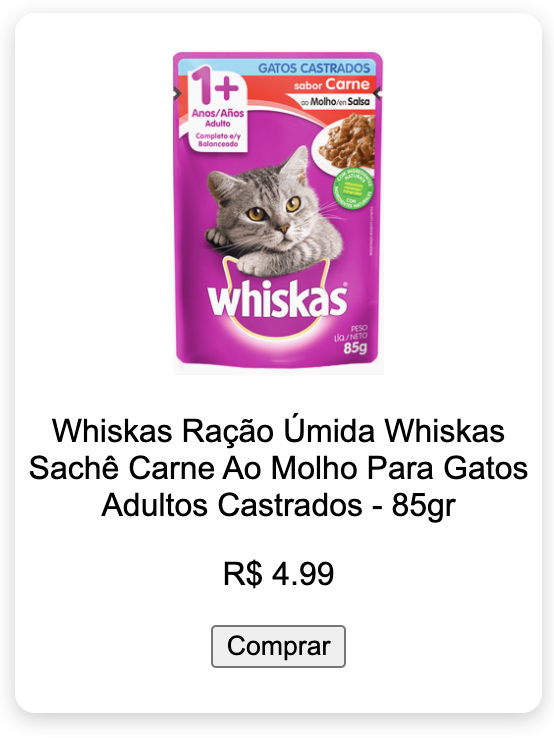 GATOS CASTRADOS
sabor Carne
ao Molho/en Salsa
1+
Anos/Años
Adulto
Completo e/y
Balanceado
whiskas®
PESO
LÍQ./NETO
85g
Whiskas Ração Úmida Whiskas
Sachê Carne Ao Molho Para Gatos
Adultos Castrados - 85gr
R$ 4.99
Comprar